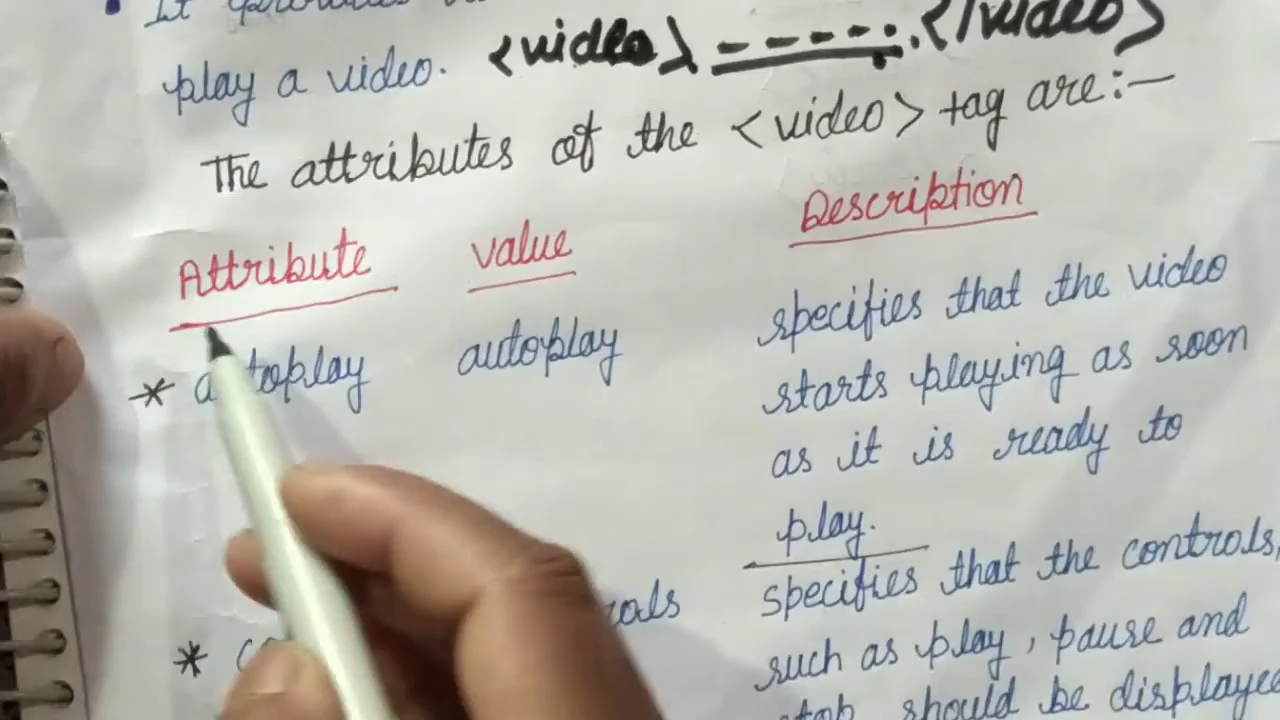 play a video. <video> - - - - - . </video>
The attributes of the <video> tag are:-
Attribute value Description
* autoplay autoplay specifies that the video
starts playing as soon
as it is ready to
play.
* specifies that the controls,
such as play, pause and
should be displayed